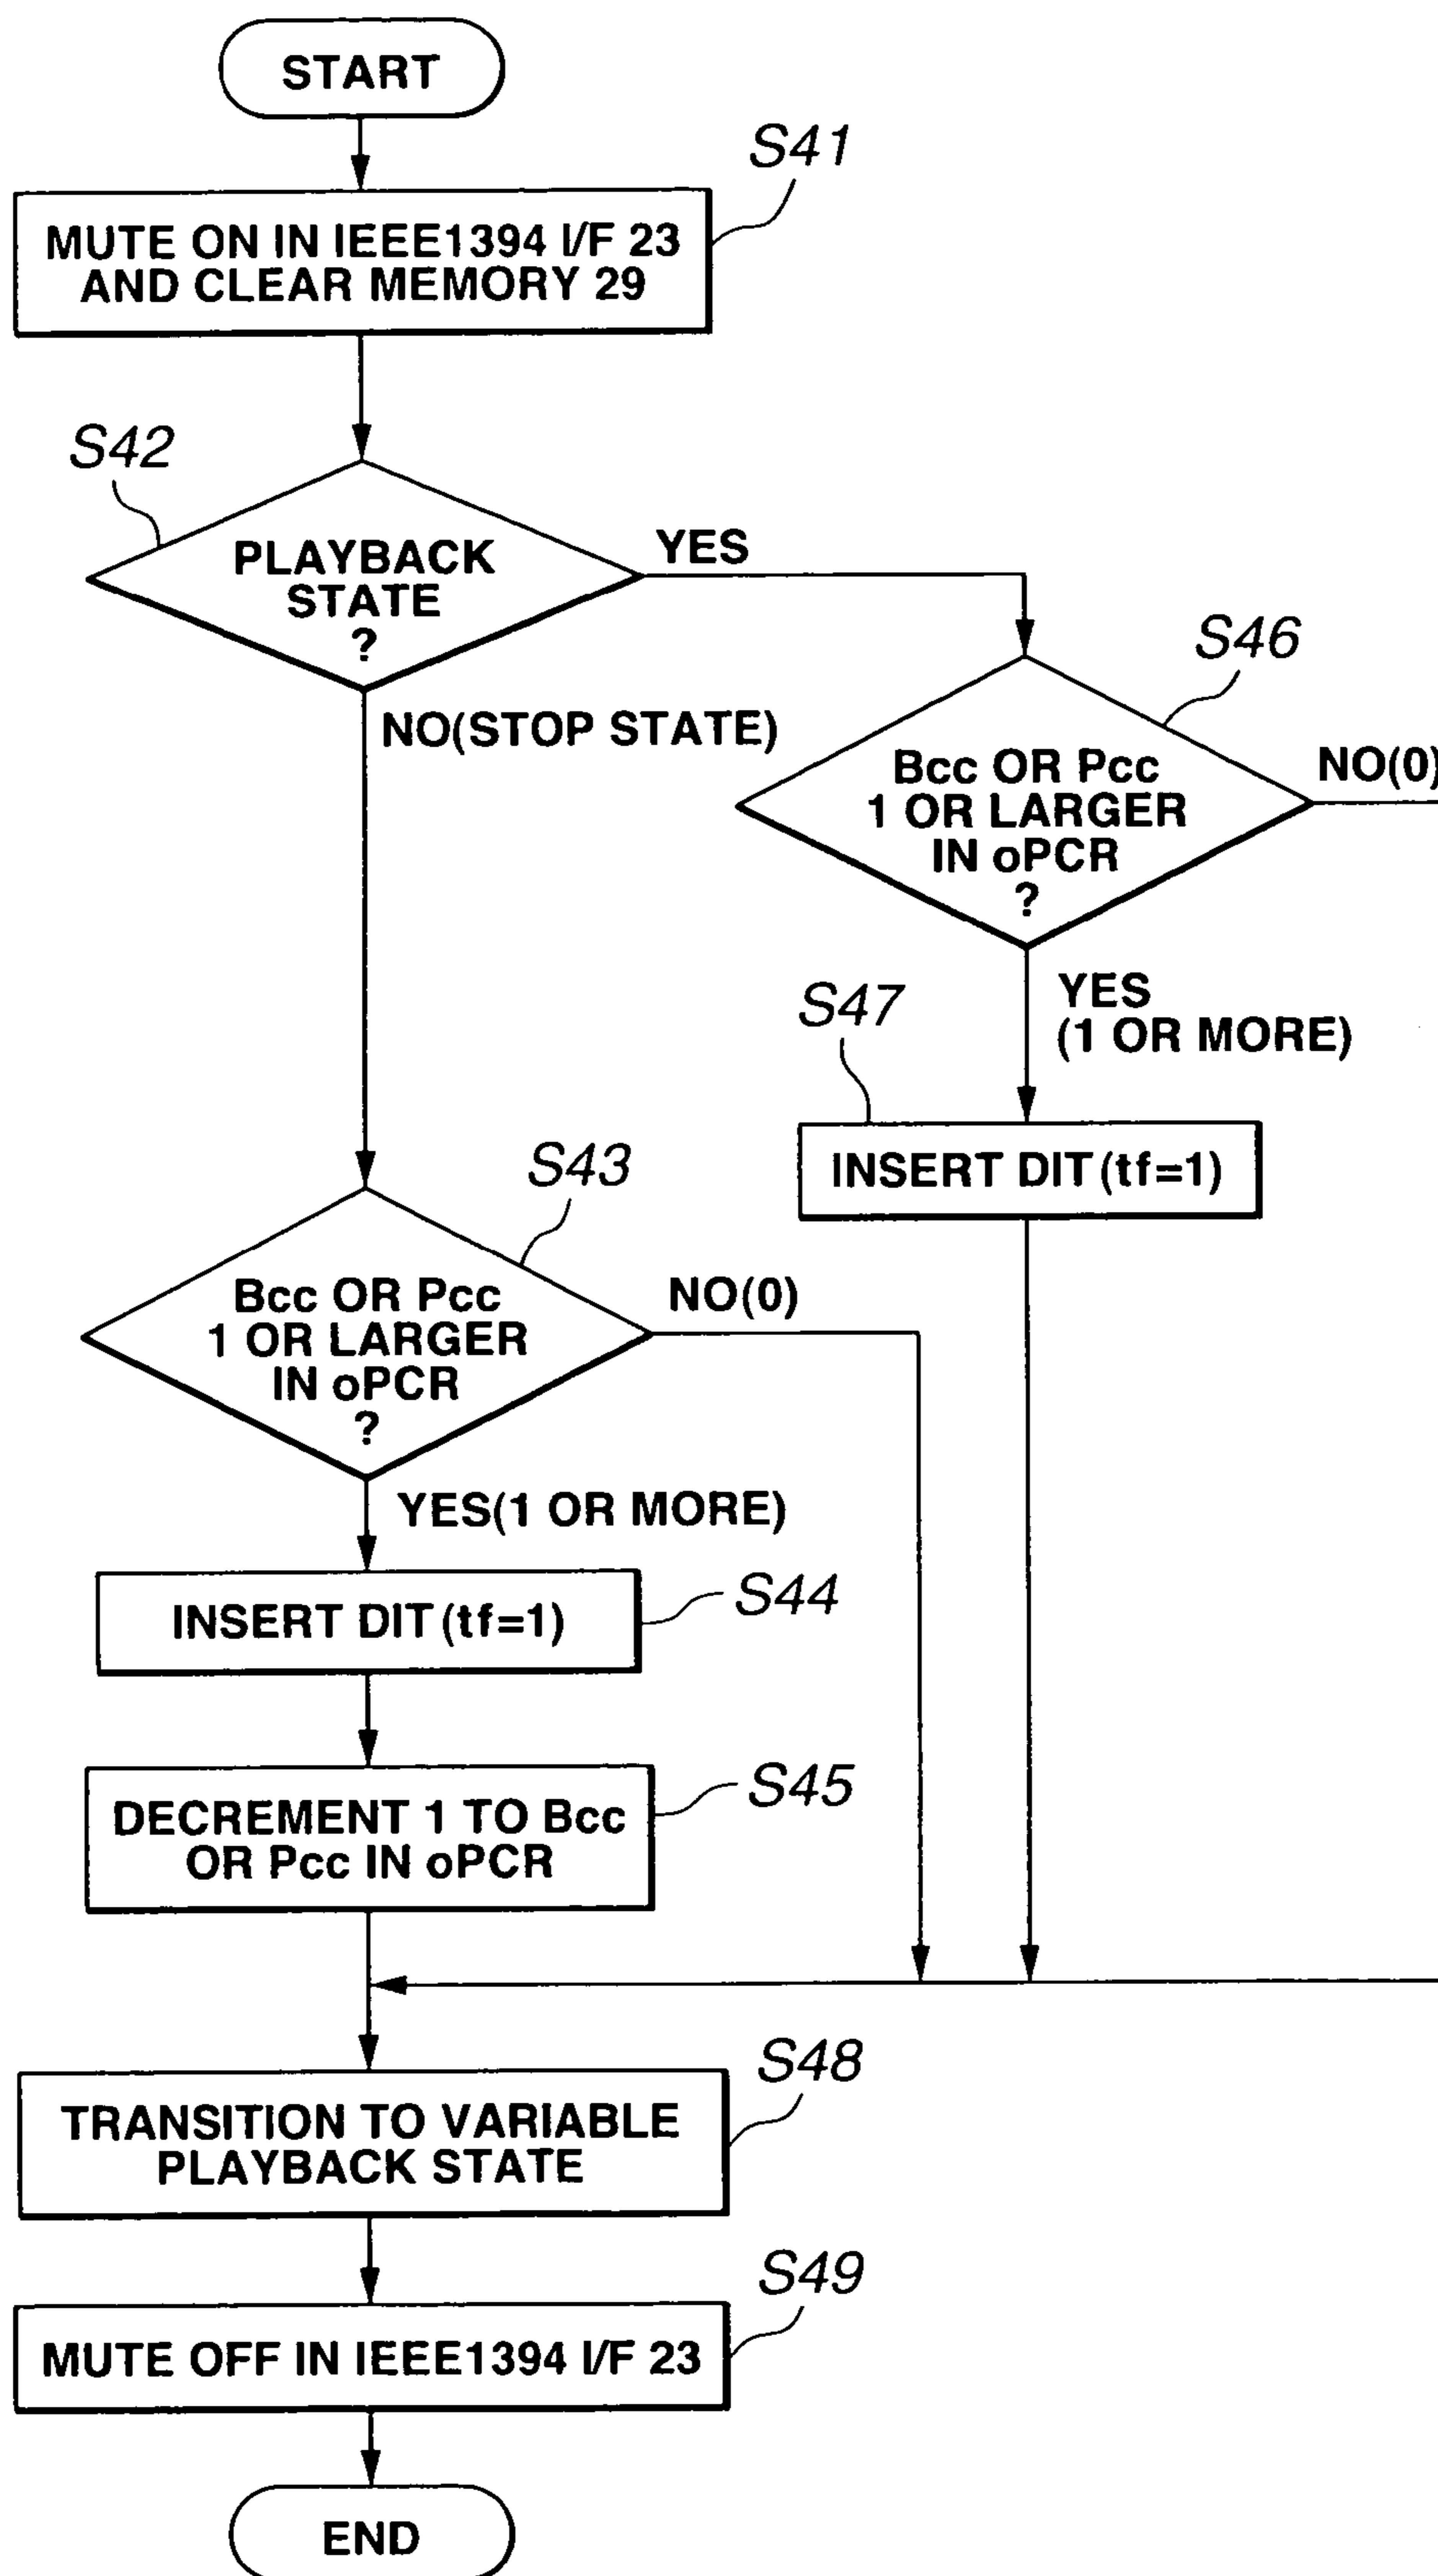 START
S41
MUTE ON IN IEEE1394 I/F 23
AND CLEAR MEMORY 29
S42
PLAYBACK
STATE
?
YES
NO(STOP STATE)
S46
Bcc OR Pcc
1 OR LARGER
IN oPCR
?
NO(0)
YES
(1 OR MORE)
S47
INSERT DIT(tf=1)
S43
Bcc OR Pcc
1 OR LARGER
IN oPCR
?
NO(0)
YES(1 OR MORE)
S44
INSERT DIT(tf=1)
S45
DECREMENT 1 TO Bcc
OR Pcc IN oPCR
S48
TRANSITION TO VARIABLE
PLAYBACK STATE
S49
MUTE OFF IN IEEE1394 I/F 23
END